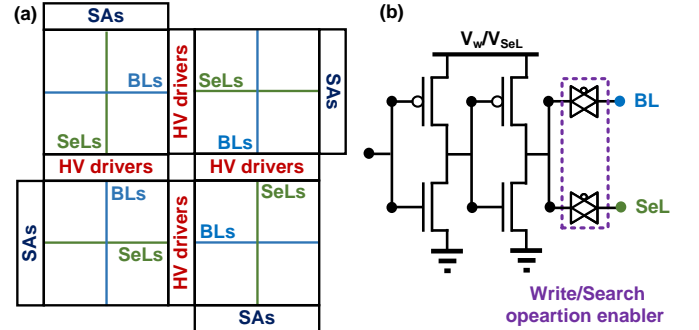 (a)
SAs
BLs
SeLs
HV drivers
SeLs
BLs
SAs
HV drivers
HV drivers
SAs
BLs
SeLs
HV drivers
SeLs
BLs
SAs
(b)
Vw/VSeL
BL
SeL
Write/Search
opeartion enabler